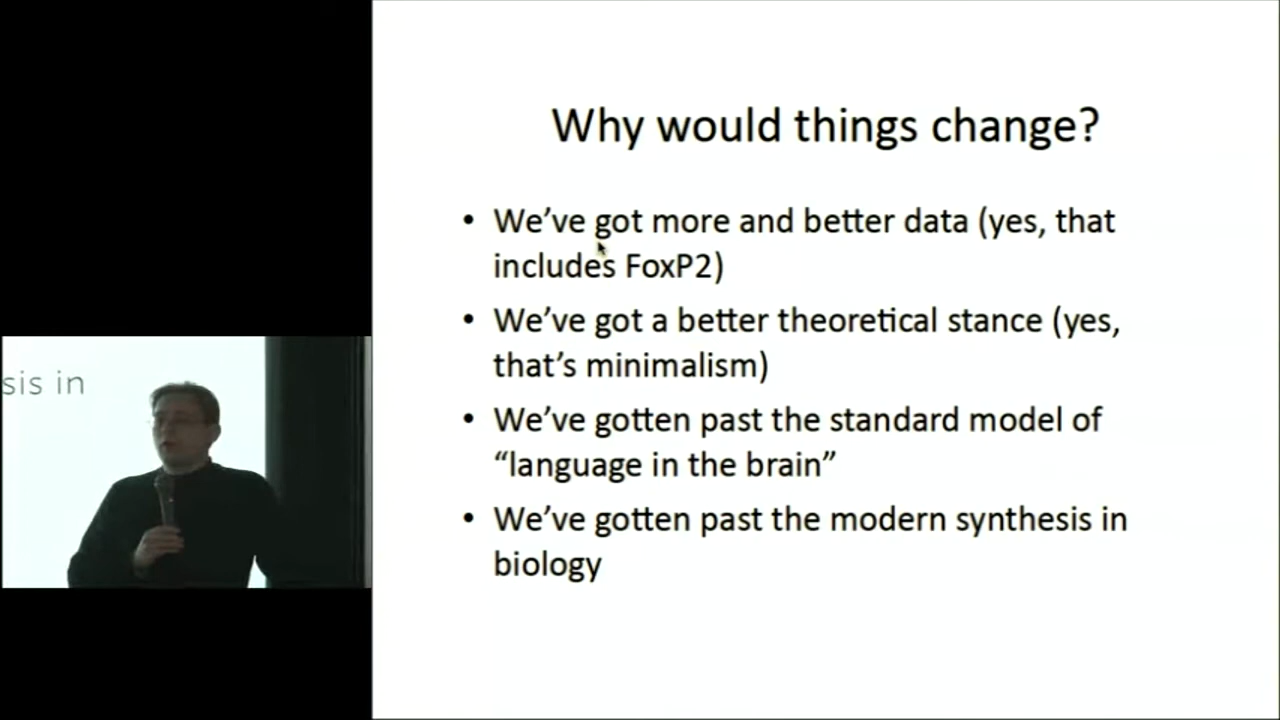 Why would things change?
• We've got more and better data (yes, that
includes FoxP2)
• We've got a better theoretical stance (yes,
that's minimalism)
• We've gotten past the standard model of
“language in the brain”
• We've gotten past the modern synthesis in
biology
sis in